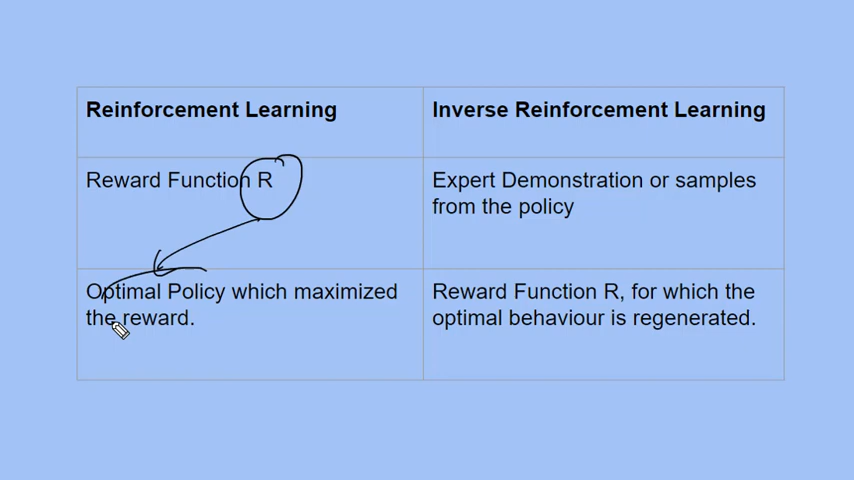 Reinforcement Learning
Inverse Reinforcement Learning
Reward Function R
Expert Demonstration or samples
from the policy
Optimal Policy which maximized
the reward.
Reward Function R, for which the
optimal behaviour is regenerated.